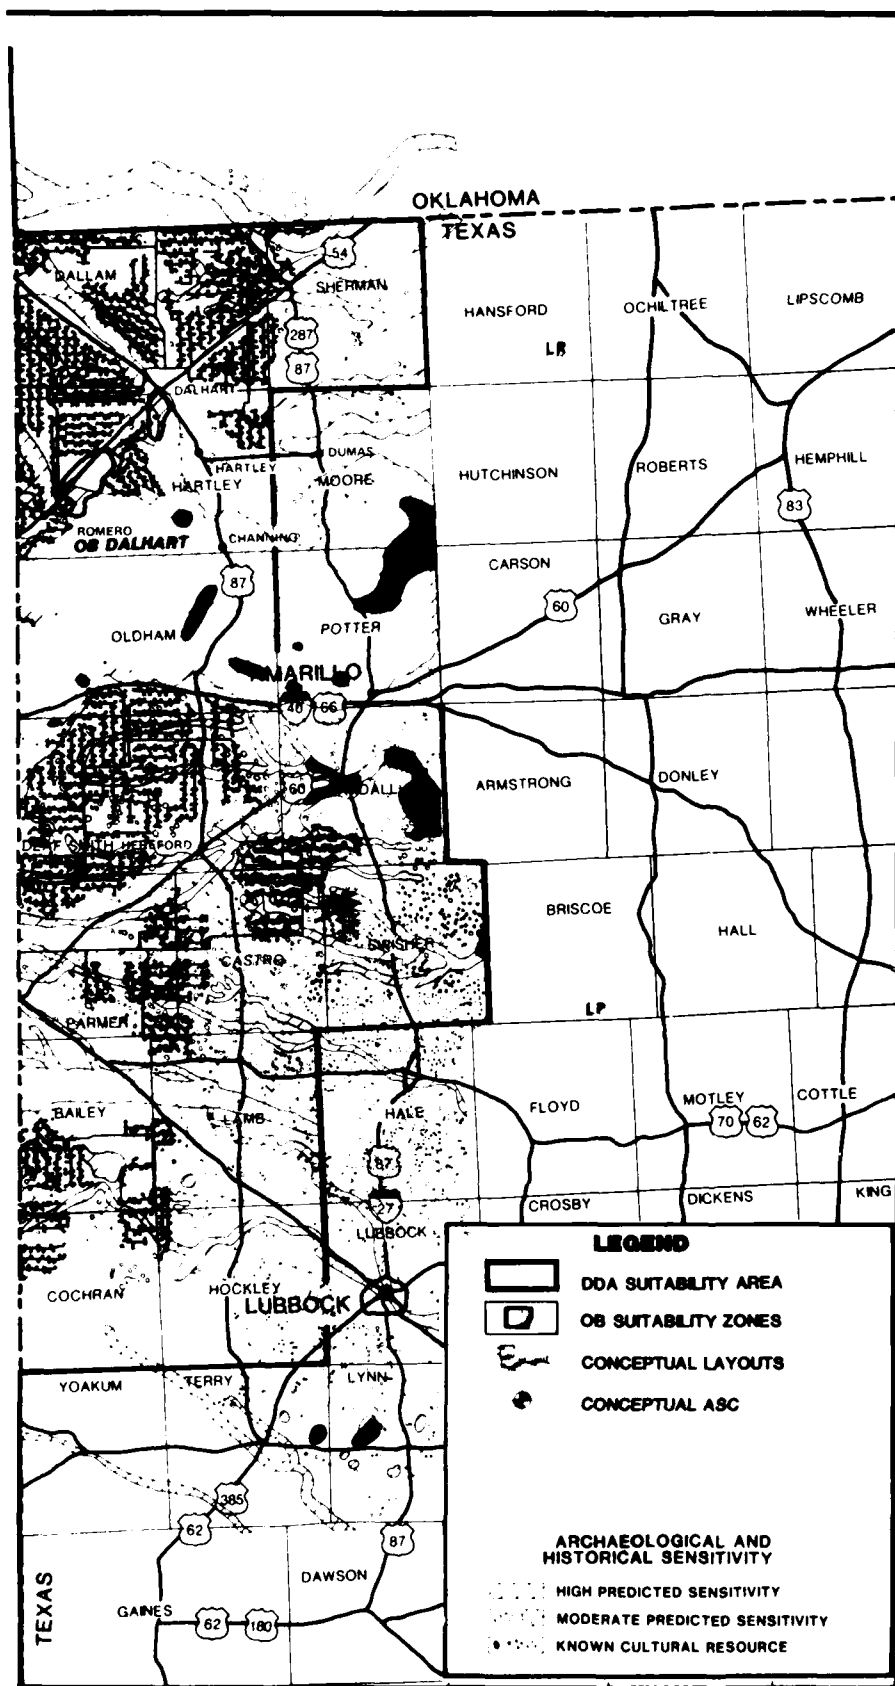 OKLAHOMA
TEXAS
54
DALLAM
SHERMAN
HANSFORD
OCHILTREE
LIPSCOMB
287
87
DALHART
HARTLEY
DUMAS
HARTLEY
MOORE
HUTCHINSON
ROBERTS
HEMPHILL
83
ROMERO
OB DALHART
CHANNING
CARSON
87
60
OLDHAM
POTTER
GRAY
WHEELER
AMARILLO
40
66
60
ARMSTRONG
DONLEY
DEAF SMITH
HEREFORD
BRISCOE
HALL
SWISHER
CASTRO
PARMER
BAILEY
LAMB
HALE
FLOYD
MOTLEY
COTTLE
70
62
87
27
CROSBY
DICKENS
KING
LUBBOCK
COCHRAN
HOCKLEY
LUBBOCK
YOAKUM
TERRY
LYNN
385
62
87
DAWSON
GAINES
62
180
TEXAS
LEGEND
DDA SUITABILITY AREA
OB SUITABILITY ZONES
CONCEPTUAL LAYOUTS
CONCEPTUAL ASC
ARCHAEOLOGICAL AND
HISTORICAL SENSITIVITY
HIGH PREDICTED SENSITIVITY
MODERATE PREDICTED SENSITIVITY
KNOWN CULTURAL RESOURCE